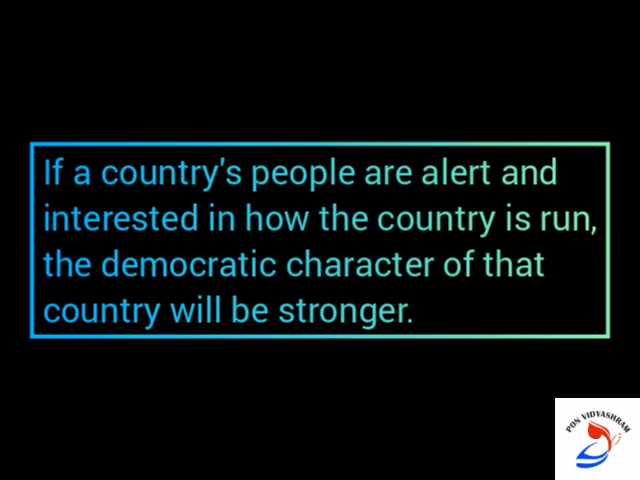 If a country's people are alert and
interested in how the country is run,
the democratic character of that
country will be stronger.
PON VIDYASHRAM